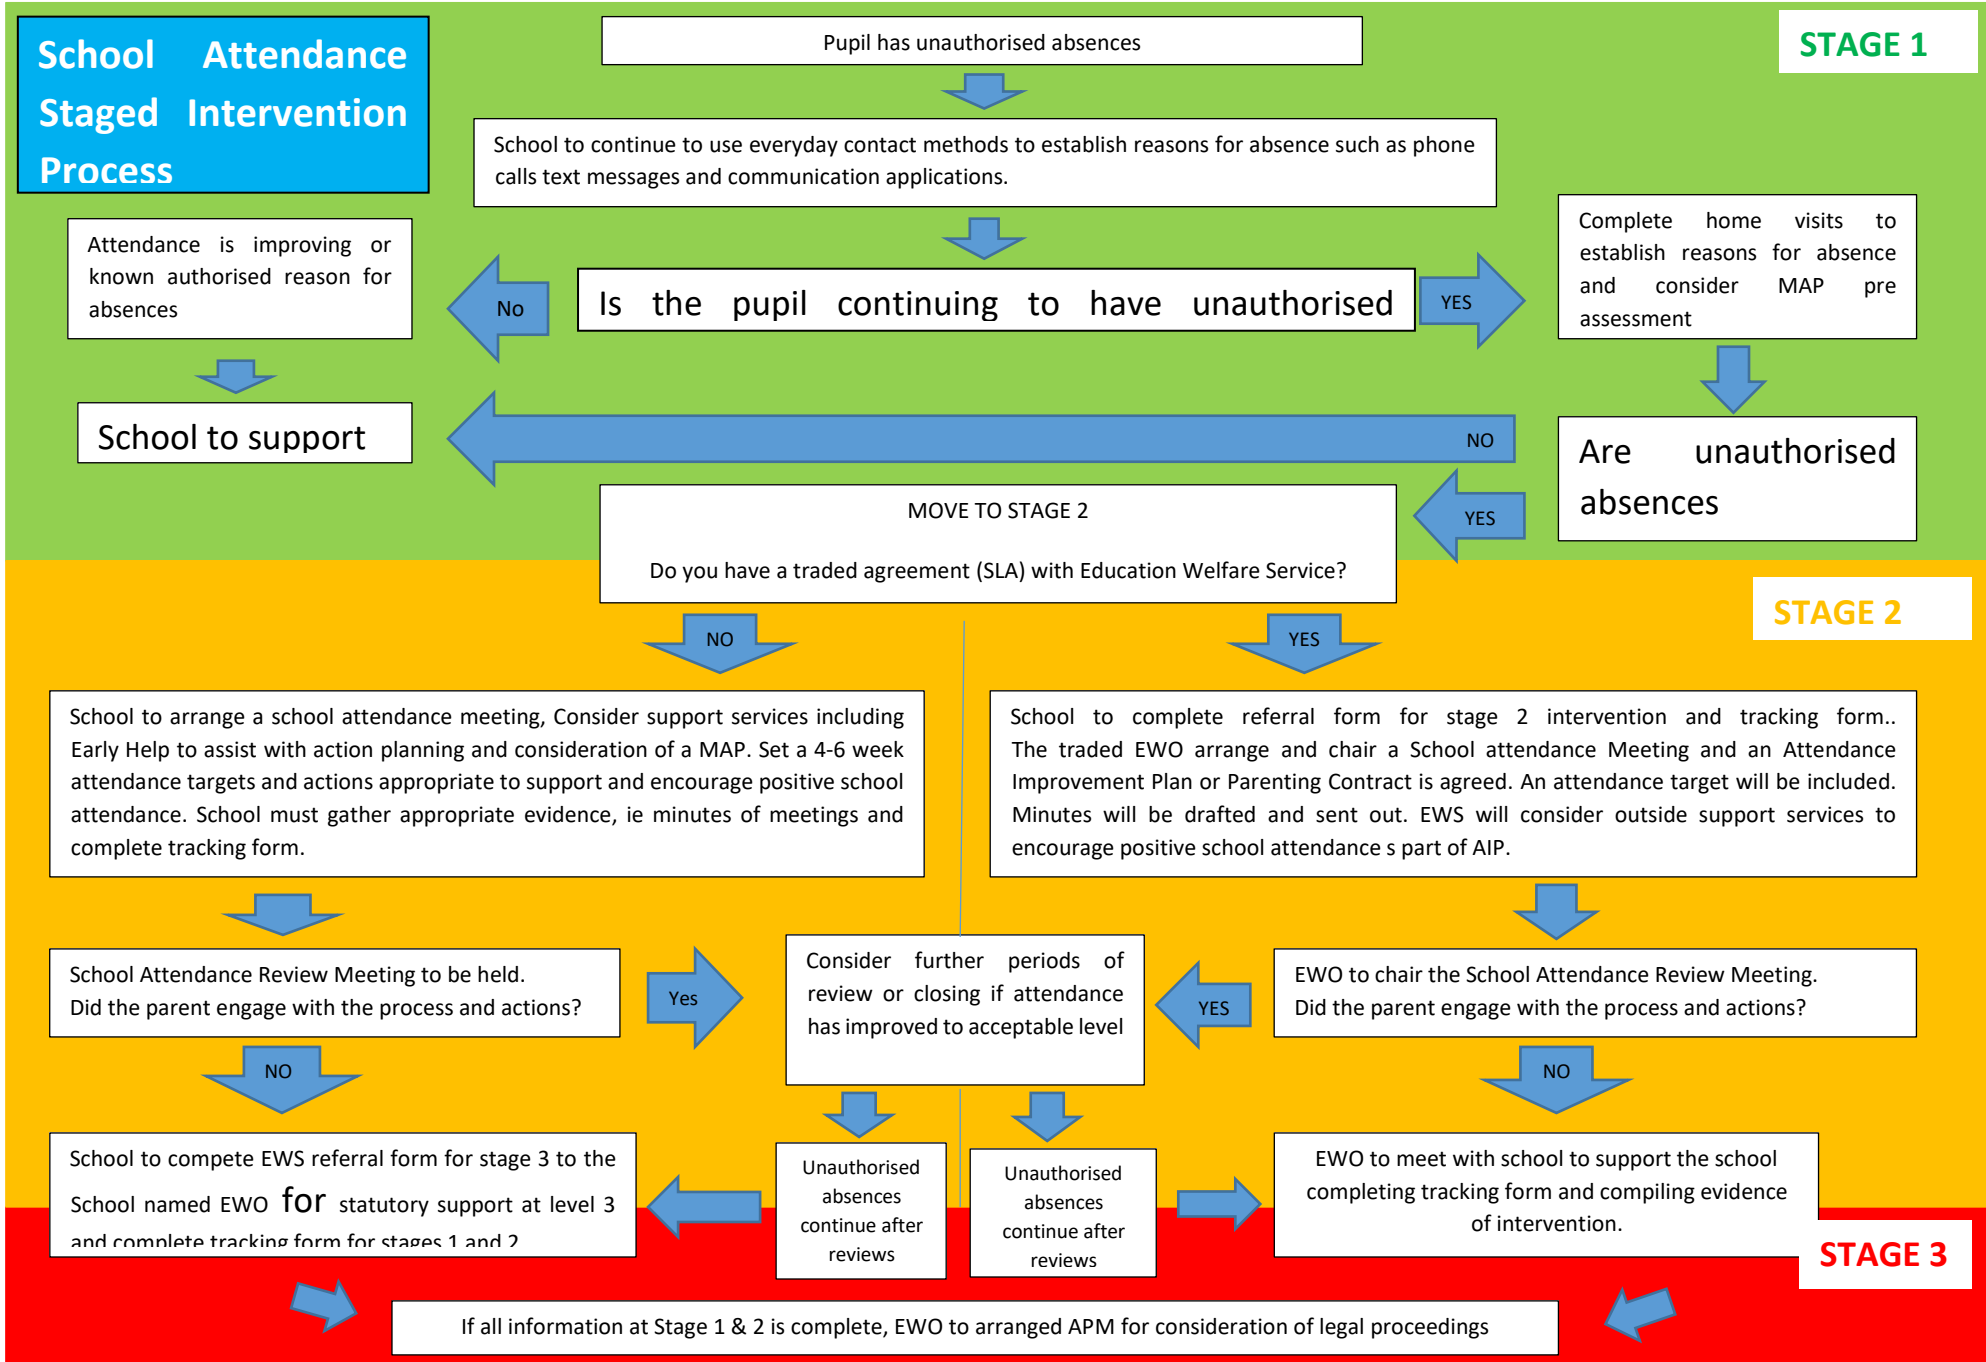 School Attendance
Staged Intervention
Process
STAGE 1
Pupil has unauthorised absences
School to continue to use everyday contact methods to establish reasons for absence such as phone
calls text messages and communication applications.
Attendance is improving or
known authorised reason for
absences
No
Is the pupil continuing to have unauthorised
YES
Complete home visits to
establish reasons for absence
and consider MAP pre
assessment
School to support
NO
Are unauthorised
absences
YES
MOVE TO STAGE 2
Do you have a traded agreement (SLA) with Education Welfare Service?
STAGE 2
NO
YES
School to arrange a school attendance meeting, Consider support services including
Early Help to assist with action planning and consideration of a MAP. Set a 4-6 week
attendance targets and actions appropriate to support and encourage positive school
attendance. School must gather appropriate evidence, ie minutes of meetings and
complete tracking form.
School to complete referral form for stage 2 intervention and tracking form..
The traded EWO arrange and chair a School attendance Meeting and an Attendance
Improvement Plan or Parenting Contract is agreed. An attendance target will be included.
Minutes will be drafted and sent out. EWS will consider outside support services to
encourage positive school attendance s part of AIP.
School Attendance Review Meeting to be held.
Did the parent engage with the process and actions?
Yes
Consider further periods of
review or closing if attendance
has improved to acceptable level
YES
EWO to chair the School Attendance Review Meeting.
Did the parent engage with the process and actions?
NO
NO
School to compete EWS referral form for stage 3 to the
School named EWO for statutory support at level 3
and complete tracking form for stages 1 and 2
Unauthorised
absences
continue after
reviews
Unauthorised
absences
continue after
reviews
EWO to meet with school to support the school
completing tracking form and compiling evidence
of intervention.
STAGE 3
If all information at Stage 1 & 2 is complete, EWO to arranged APM for consideration of legal proceedings